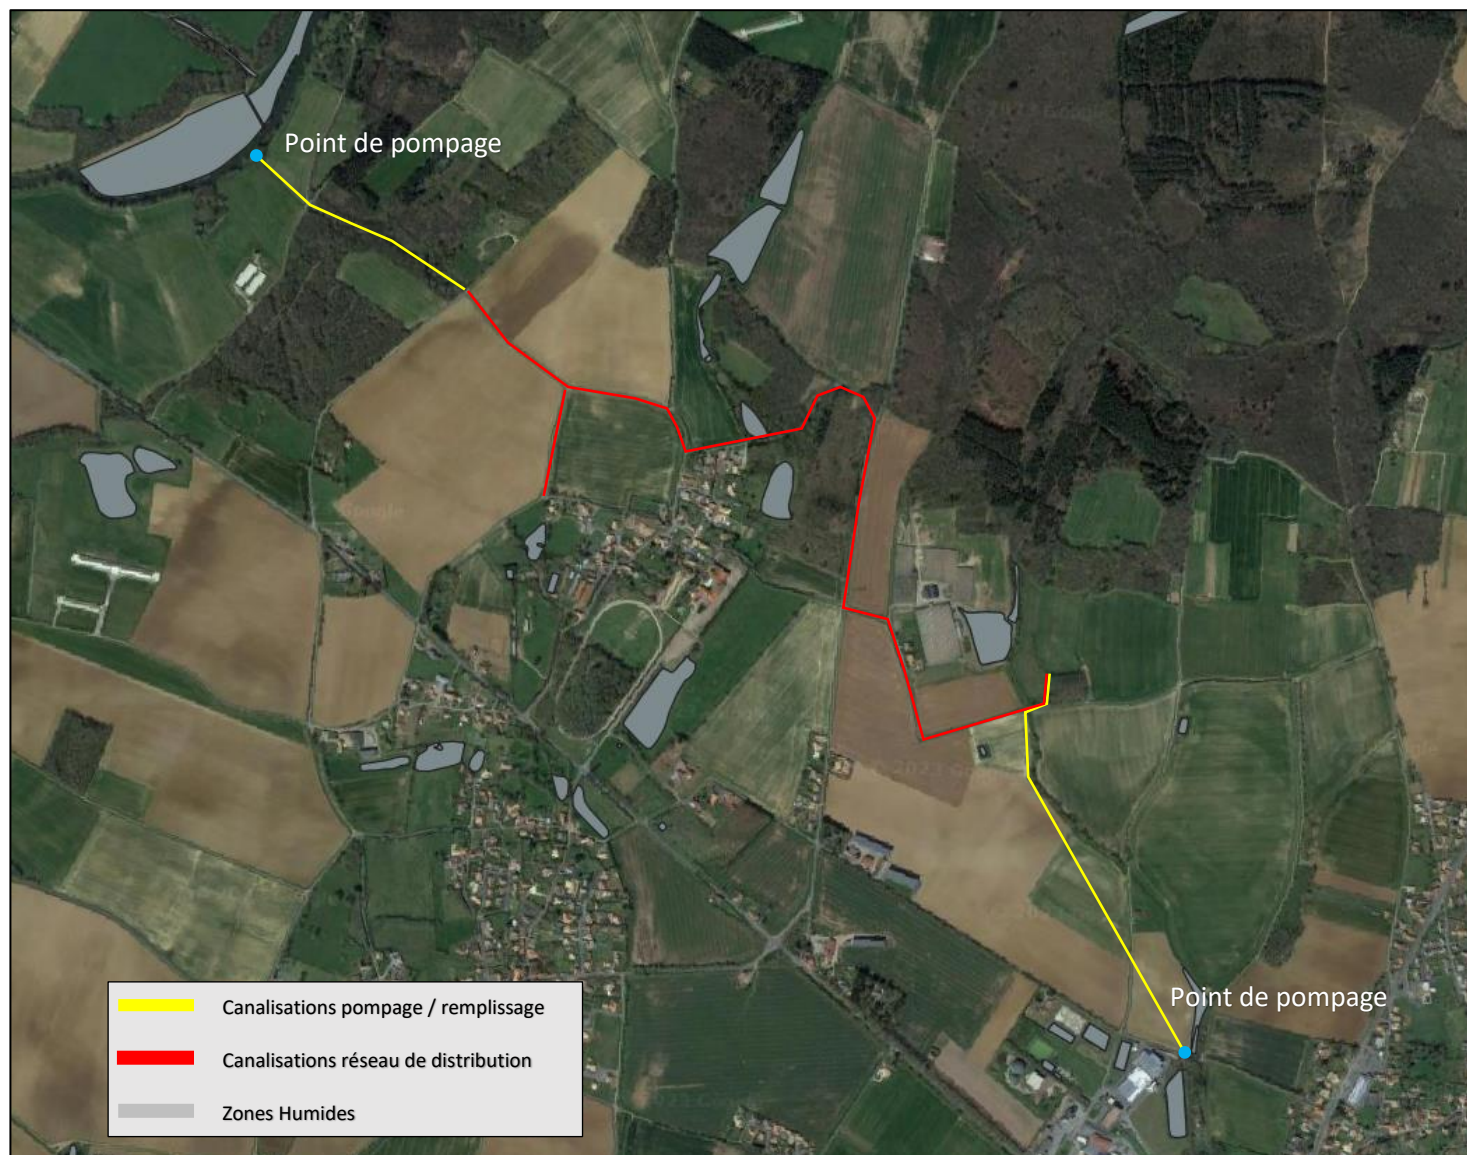 Point de pompage
Point de pompage
Canalisations pompage / remplissage
Canalisations réseau de distribution
Zones Humides